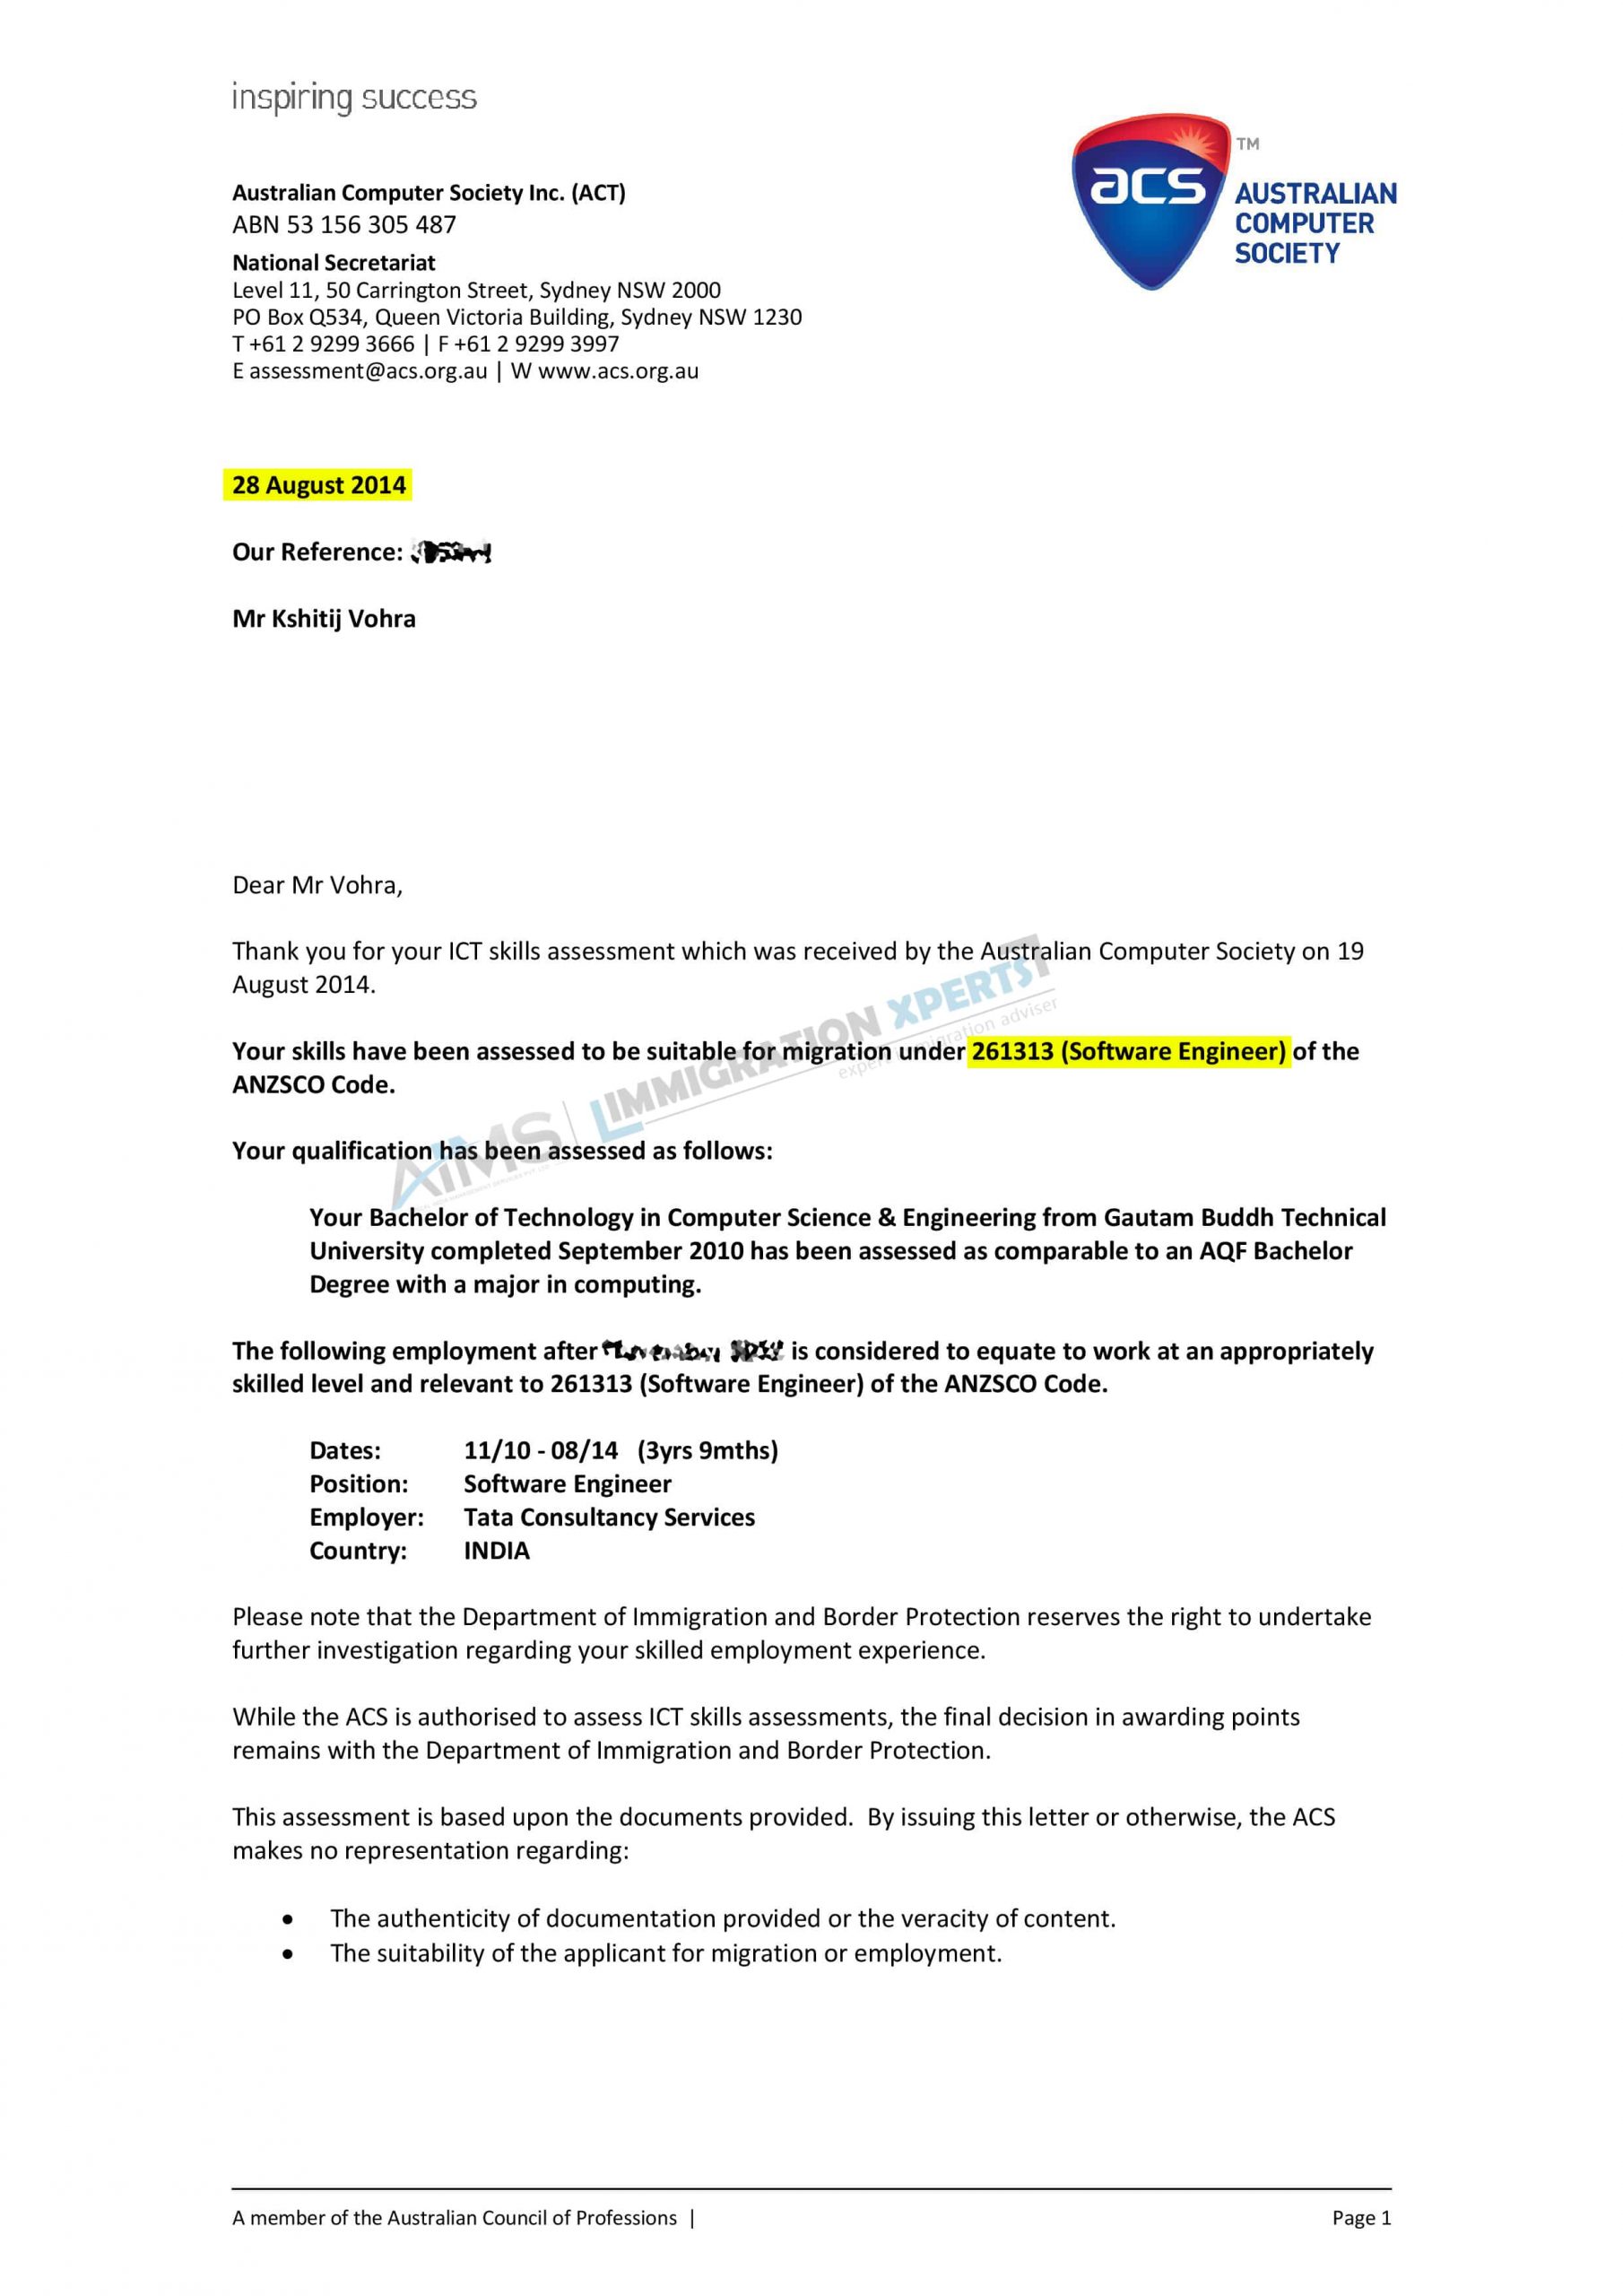 inspiring success
acs
TM
AUSTRALIAN
COMPUTER
SOCIETY
Australian Computer Society Inc. (ACT)
ABN 53 156 305 487
National Secretariat
Level 11, 50 Carrington Street, Sydney NSW 2000
PO Box Q534, Queen Victoria Building, Sydney NSW 1230
T +61 2 9299 3666 | F +61 2 9299 3997
E assessment@acs.org.au | W www.acs.org.au
28 August 2014
Our Reference:
Mr Kshitij Vohra
Dear Mr Vohra,
Thank you for your ICT skills assessment which was received by the Australian Computer Society on 19
August 2014.
Your skills have been assessed to be suitable for migration under 261313 (Software Engineer) of the
ANZSCO Code.
AIMS IMMIGRATION XPERTS
adviser
Your qualification has been assessed as follows:
Your Bachelor of Technology in Computer Science & Engineering from Gautam Buddh Technical
University completed September 2010 has been assessed as comparable to an AQF Bachelor
Degree with a major in computing.
The following employment after is considered to equate to work at an appropriately
skilled level and relevant to 261313 (Software Engineer) of the ANZSCO Code.
Dates: 11/10 - 08/14 (3yrs 9mths)
Position: Software Engineer
Employer: Tata Consultancy Services
Country: INDIA
Please note that the Department of Immigration and Border Protection reserves the right to undertake
further investigation regarding your skilled employment experience.
While the ACS is authorised to assess ICT skills assessments, the final decision in awarding points
remains with the Department of Immigration and Border Protection.
This assessment is based upon the documents provided. By issuing this letter or otherwise, the ACS
makes no representation regarding:
• The authenticity of documentation provided or the veracity of content.
• The suitability of the applicant for migration or employment.
A member of the Australian Council of Professions | Page 1